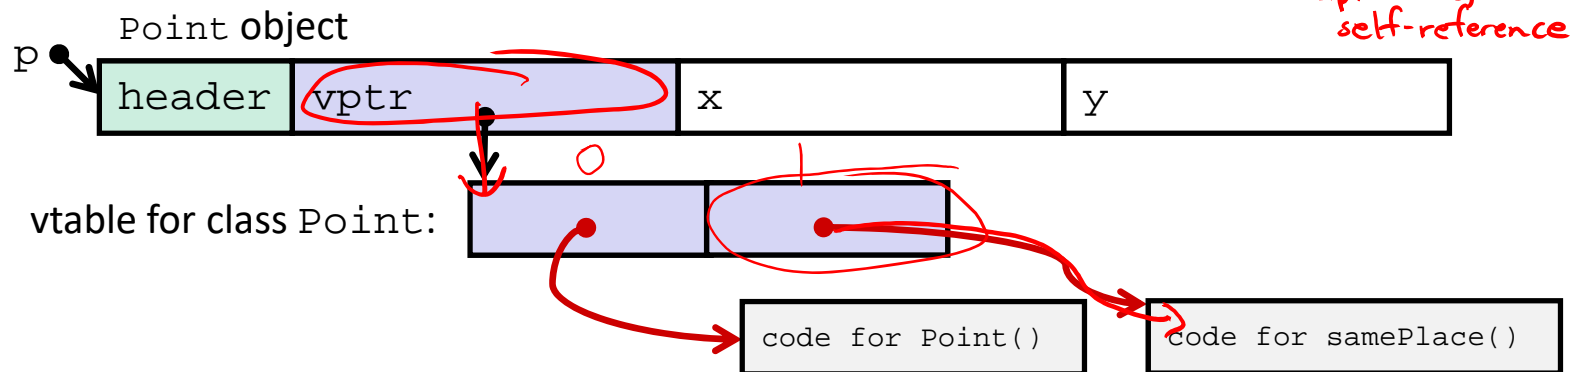 self-reference
Point object
p
header vptr x y
0 1
vtable for class Point:
code for Point() code for samePlace()